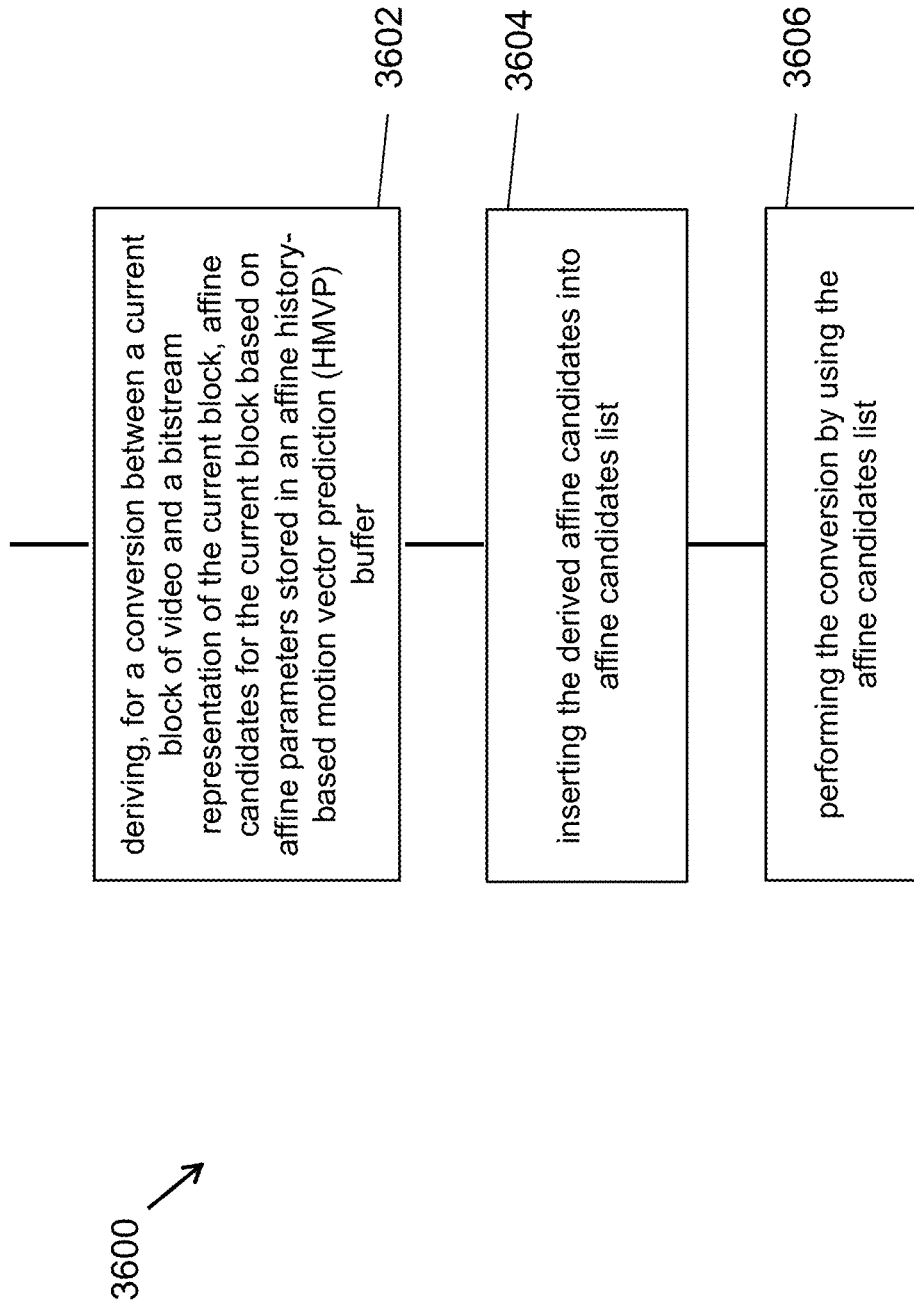 3600
deriving, for a conversion between a current
block of video and a bitstream
representation of the current block, affine
candidates for the current block based on
affine parameters stored in an affine history-
based motion vector prediction (HMVP)
buffer
3602
inserting the derived affine candidates into
affine candidates list
3604
performing the conversion by using the
affine candidates list
3606